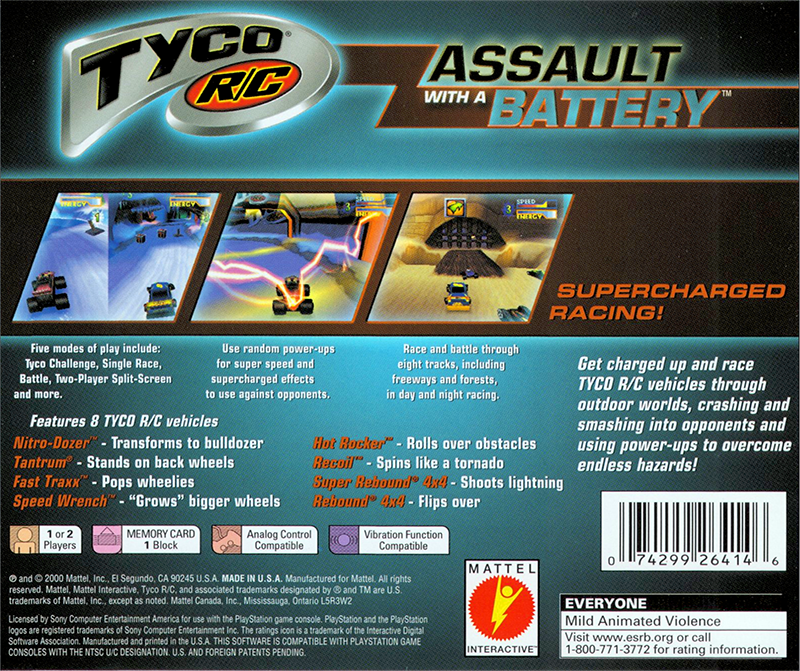 TYCO®
R/C
ASSAULT
WITH A
BATTERY™
ENERGY
ENERGY
SPEED
ENERGY
SUPERCHARGED
RACING!
Five modes of play include:
Tyco Challenge, Single Race,
Battle, Two-Player Split-Screen
and more.
Use random power-ups
for super speed and
supercharged effects
to use against opponents.
Race and battle through
eight tracks, including
freeways and forests,
in day and night racing.
Get charged up and race
TYCO R/C vehicles through
outdoor worlds, crashing and
smashing into opponents and
using power-ups to overcome
endless hazards!
Features 8 TYCO R/C vehicles
Nitro-Dozer™ - Transforms to bulldozer
Tantrum® - Stands on back wheels
Fast Traxx™ - Pops wheelies
Speed Wrench™ - “Grows” bigger wheels
Hot Rocker™ - Rolls over obstacles
Recoil™ - Spins like a tornado
Super Rebound® 4x4 - Shoots lightning
Rebound® 4x4 - Flips over
1 or 2
Players
MEMORY CARD
1 Block
Analog Control
Compatible
Vibration Function
Compatible
0 74299 26414 6
℗ and © 2000 Mattel, Inc., El Segundo, CA 90245 U.S.A. MADE IN U.S.A. Manufactured for Mattel. All rights
reserved. Mattel, Mattel Interactive, Tyco R/C, and associated trademarks designated by ® and TM are U.S.
trademarks of Mattel, Inc., except as noted. Mattel Canada, Inc., Mississauga, Ontario L5R3W2
Licensed by Sony Computer Entertainment America for use with the PlayStation game console. PlayStation and the PlayStation
logos are registered trademarks of Sony Computer Entertainment Inc. The ratings icon is a trademark of the Interactive Digital
Software Association. Manufactured and printed in the U.S.A. THIS SOFTWARE IS COMPATIBLE WITH PLAYSTATION GAME
CONSOLES WITH THE NTSC U/C DESIGNATION. U.S. AND FOREIGN PATENTS PENDING.
MATTEL
INTERACTIVE™
EVERYONE
Mild Animated Violence
Visit www.esrb.org or call
1-800-771-3772 for rating information.